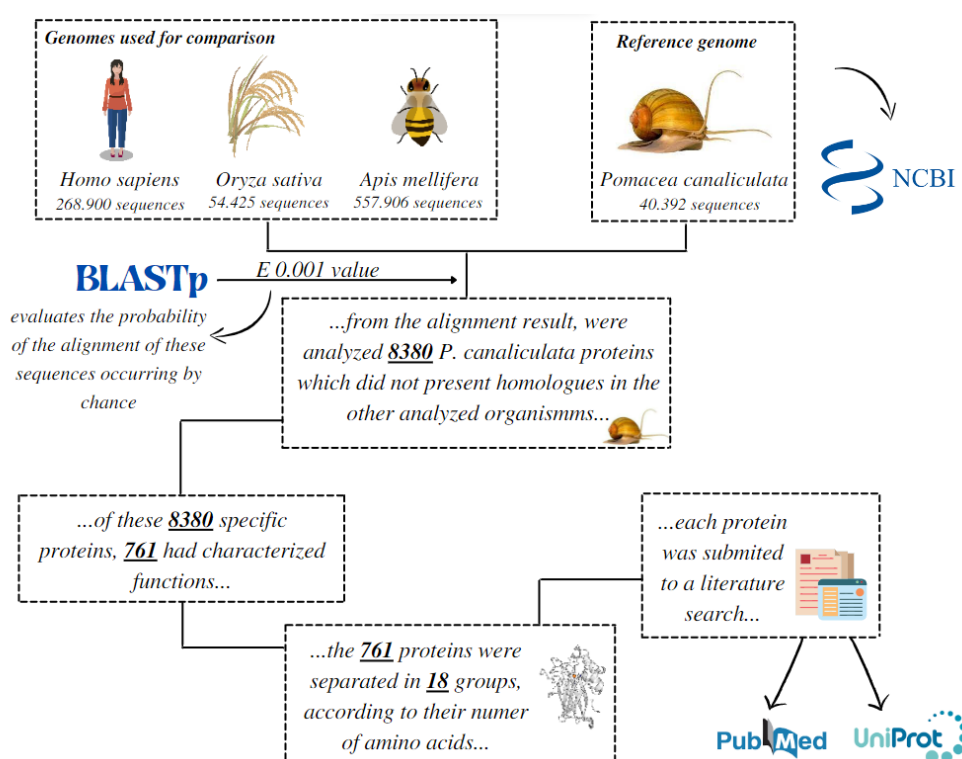 Genomes used for comparison
Homo sapiens
268.900 sequences
Oryza sativa
54.425 sequences
Apis mellifera
557.906 sequences
Reference genome
Pomacea canaliculata
40.392 sequences
NCBI
BLASTp
E 0.001 value
evaluates the probability
of the alignment of these
sequences occurring by
chance
...from the alignment result, were
analyzed 8380 P. canaliculata proteins
which did not present homologues in the
other analyzed organismms...
...of these 8380 specific
proteins, 761 had characterized
functions...
...the 761 proteins were
separated in 18 groups,
according to their numer
of amino acids...
...each protein
was submited
to a literature
search...
PubMed
UniProt